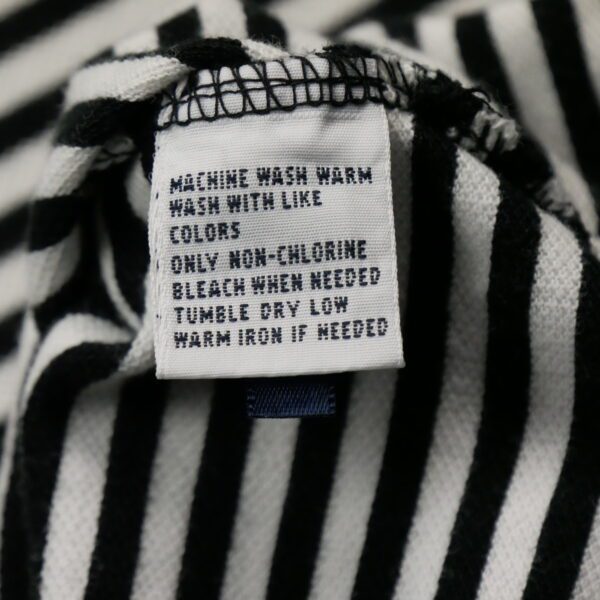 MACHINE WASH WARM
WASH WITH LIKE
COLORS
ONLY NON-CHLORINE
BLEACH WHEN NEEDED
TUMBLE DRY LOW
WARM IRON IF NEEDED